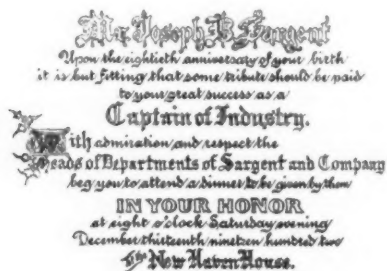 Mr. Joseph B. Sargent
Upon the eightieth anniversary of your birth
it is but fitting that some tribute should be paid
to your great success as a
Captain of Industry.
With admiration and respect the
Heads of Departments of Sargent and Company
beg you to attend a dinner to be given by them
IN YOUR HONOR
at eight o'clock Saturday evening
December thirteenth nineteen hundred two
The New Haven House.